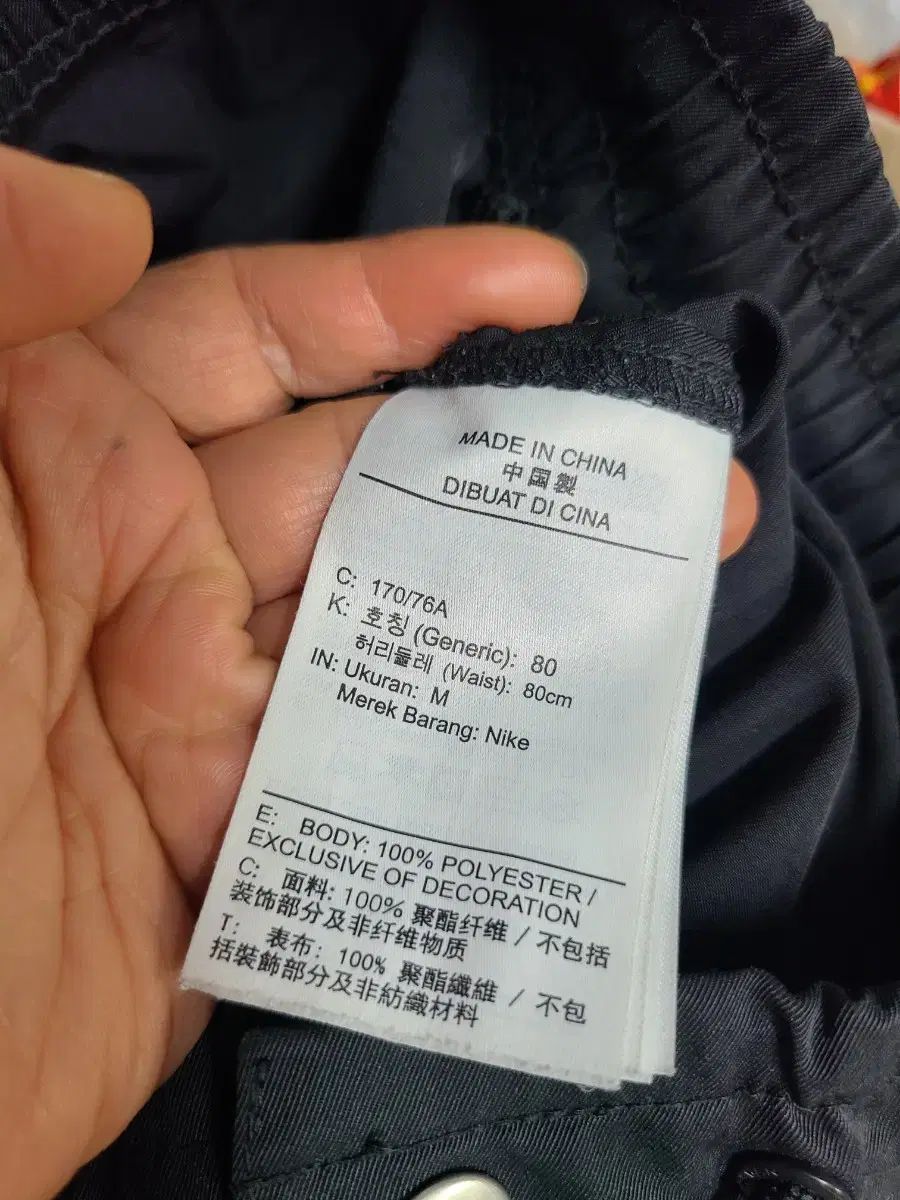 MADE IN CHINA
中国製
DIBUAT DI CINA
C: 170/76A
K: 호칭 (Generic): 80
허리둘레 (Waist): 80cm
IN: Ukuran: M
Merek Barang: Nike
E: BODY: 100% POLYESTER /
EXCLUSIVE OF DECORATION
C: 面料: 100% 聚酯纤维 / 不包括
装饰部分及非纤维物质
T: 表布: 100% 聚酯纖維 / 不包
括裝飾部分及非紡織材料